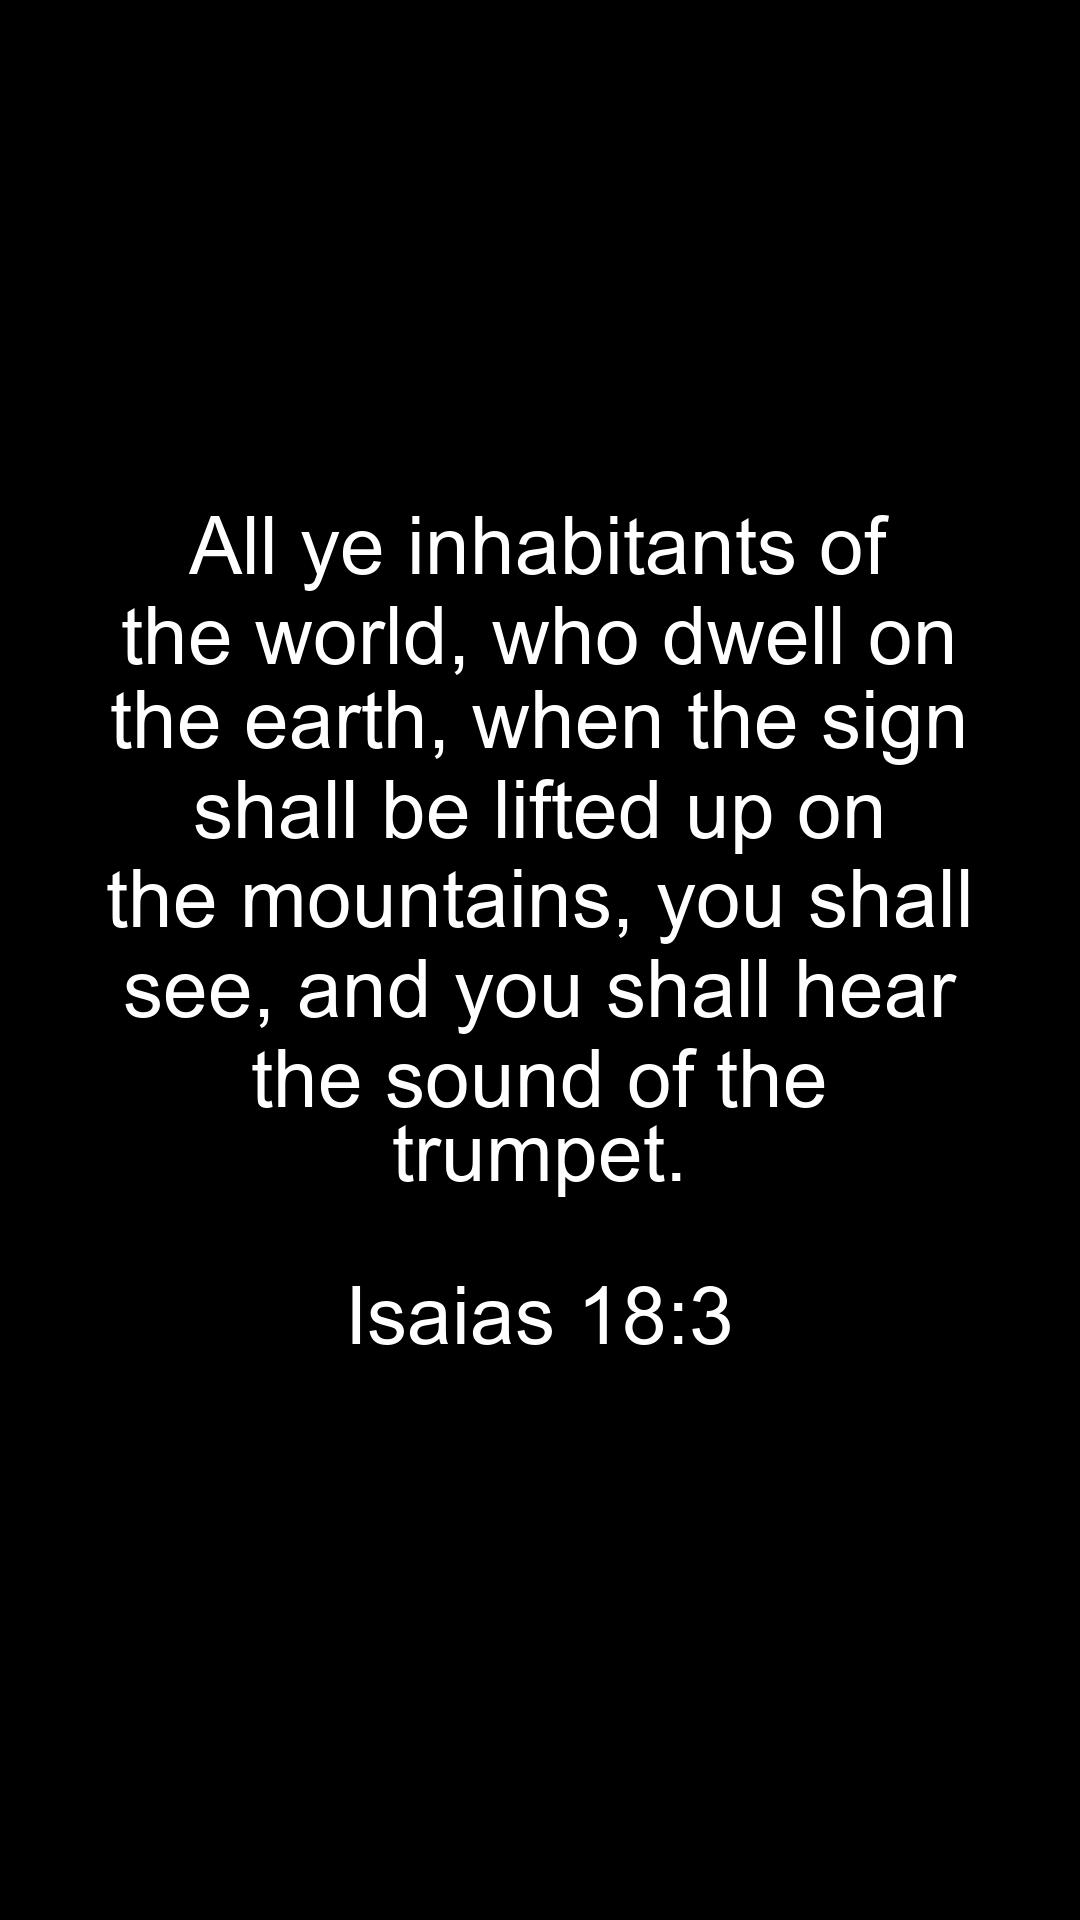 All ye inhabitants of
the world, who dwell on
the earth, when the sign
shall be lifted up on
the mountains, you shall
see, and you shall hear
the sound of the
trumpet.
Isaias 18:3